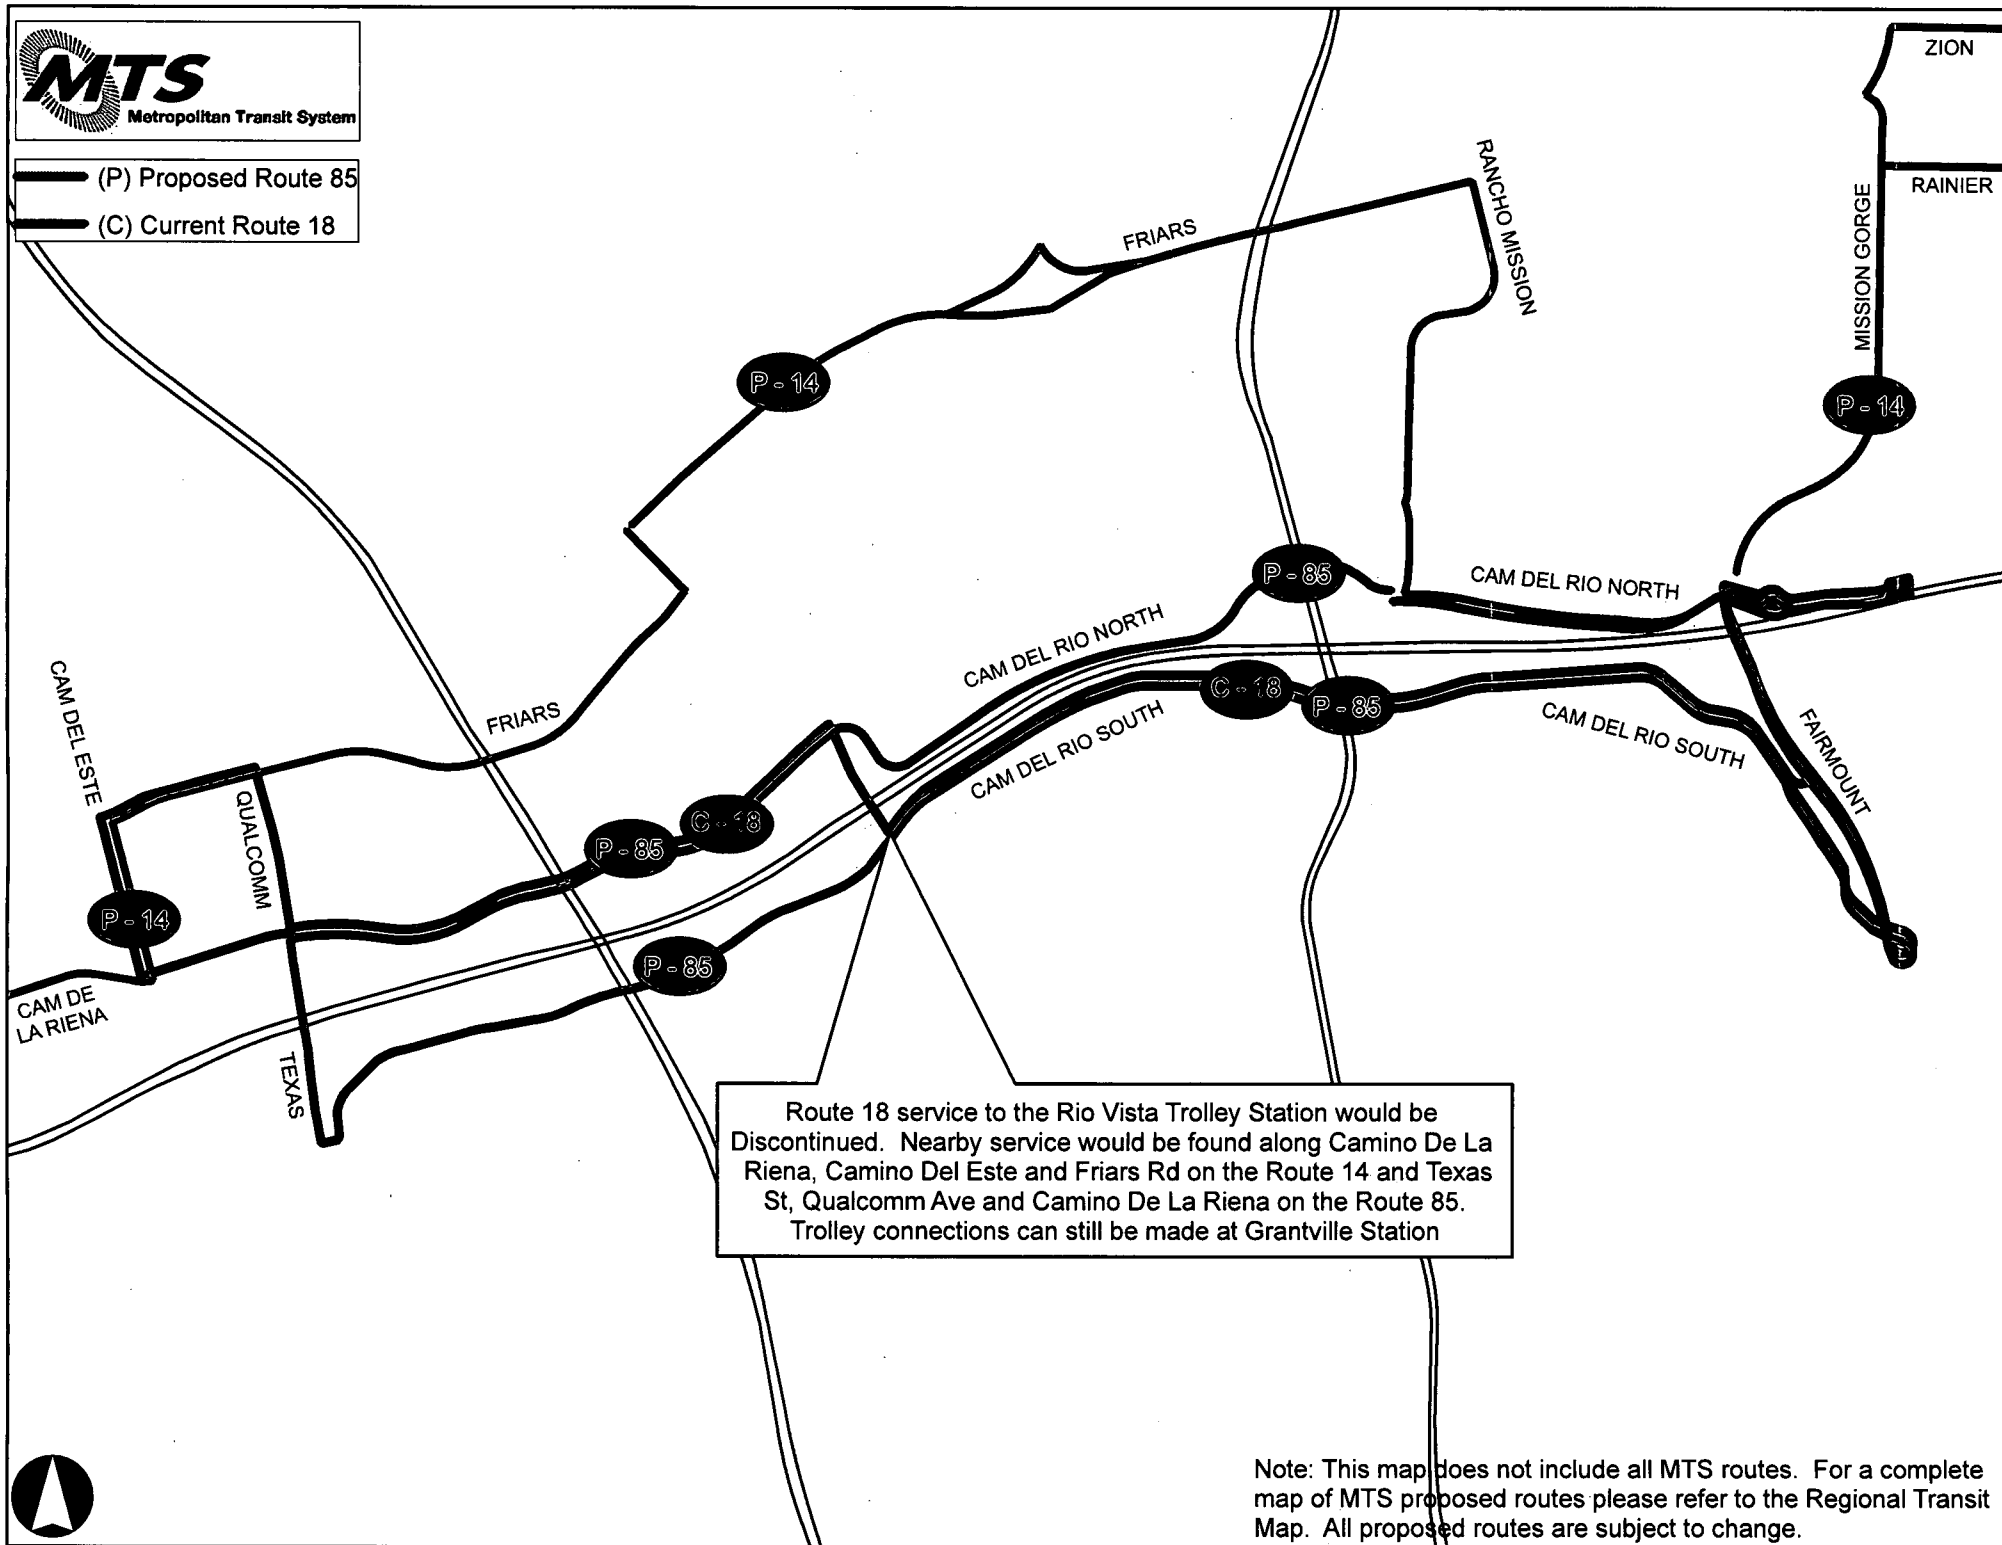 MTS
Metropolitan Transit System
(P) Proposed Route 85
(C) Current Route 18
ZION
RAINIER
RANCHO MISSION
FRIARS
MISSION GORGE
P - 14
P - 14
P - 85
CAM DEL RIO NORTH
CAM DEL RIO NORTH
CAM DEL ESTE
FRIARS
C - 18
P - 85
CAM DEL RIO SOUTH
CAM DEL RIO SOUTH
FAIRMOUNT
QUALCOMM
C - 18
P - 85
P - 14
P - 85
CAM DE
LA RIENA
TEXAS
Route 18 service to the Rio Vista Trolley Station would be
Discontinued. Nearby service would be found along Camino De La
Riena, Camino Del Este and Friars Rd on the Route 14 and Texas
St, Qualcomm Ave and Camino De La Riena on the Route 85.
Trolley connections can still be made at Grantville Station
Note: This map does not include all MTS routes. For a complete
map of MTS proposed routes please refer to the Regional Transit
Map. All proposed routes are subject to change.